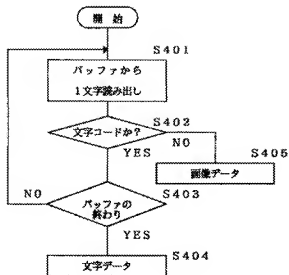 開 始
S401
バッファから
1文字読み出し
S402
文字コードか?
NO
YES
S405
画像データ
NO
S403
バッファの
終わり
YES
S404
文字データ